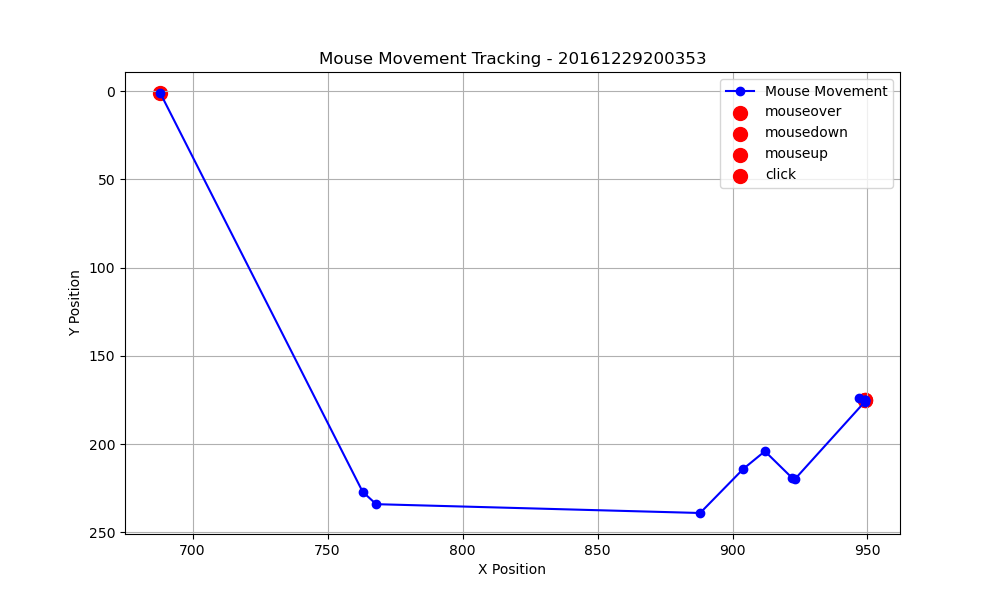 Mouse Movement Tracking - 20161229200353
Mouse Movement
mouseover
mousedown
mouseup
click
0
50
100
150
200
250
Y Position
700
750
800
850
900
950
X Position